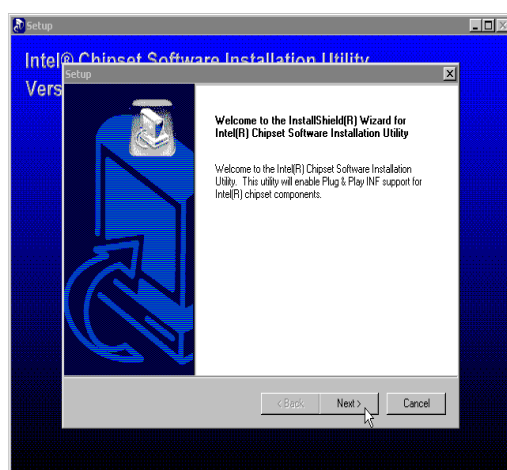 Setup
Intel® Chipset Software Installation Utility
Vers
Setup
Welcome to the InstallShield(R) Wizard for
Intel(R) Chipset Software Installation Utility
Welcome to the Intel(R) Chipset Software Installation
Utility. This utility will enable Plug & Play INF support for
Intel(R) chipset components.
< Back
Next >
Cancel